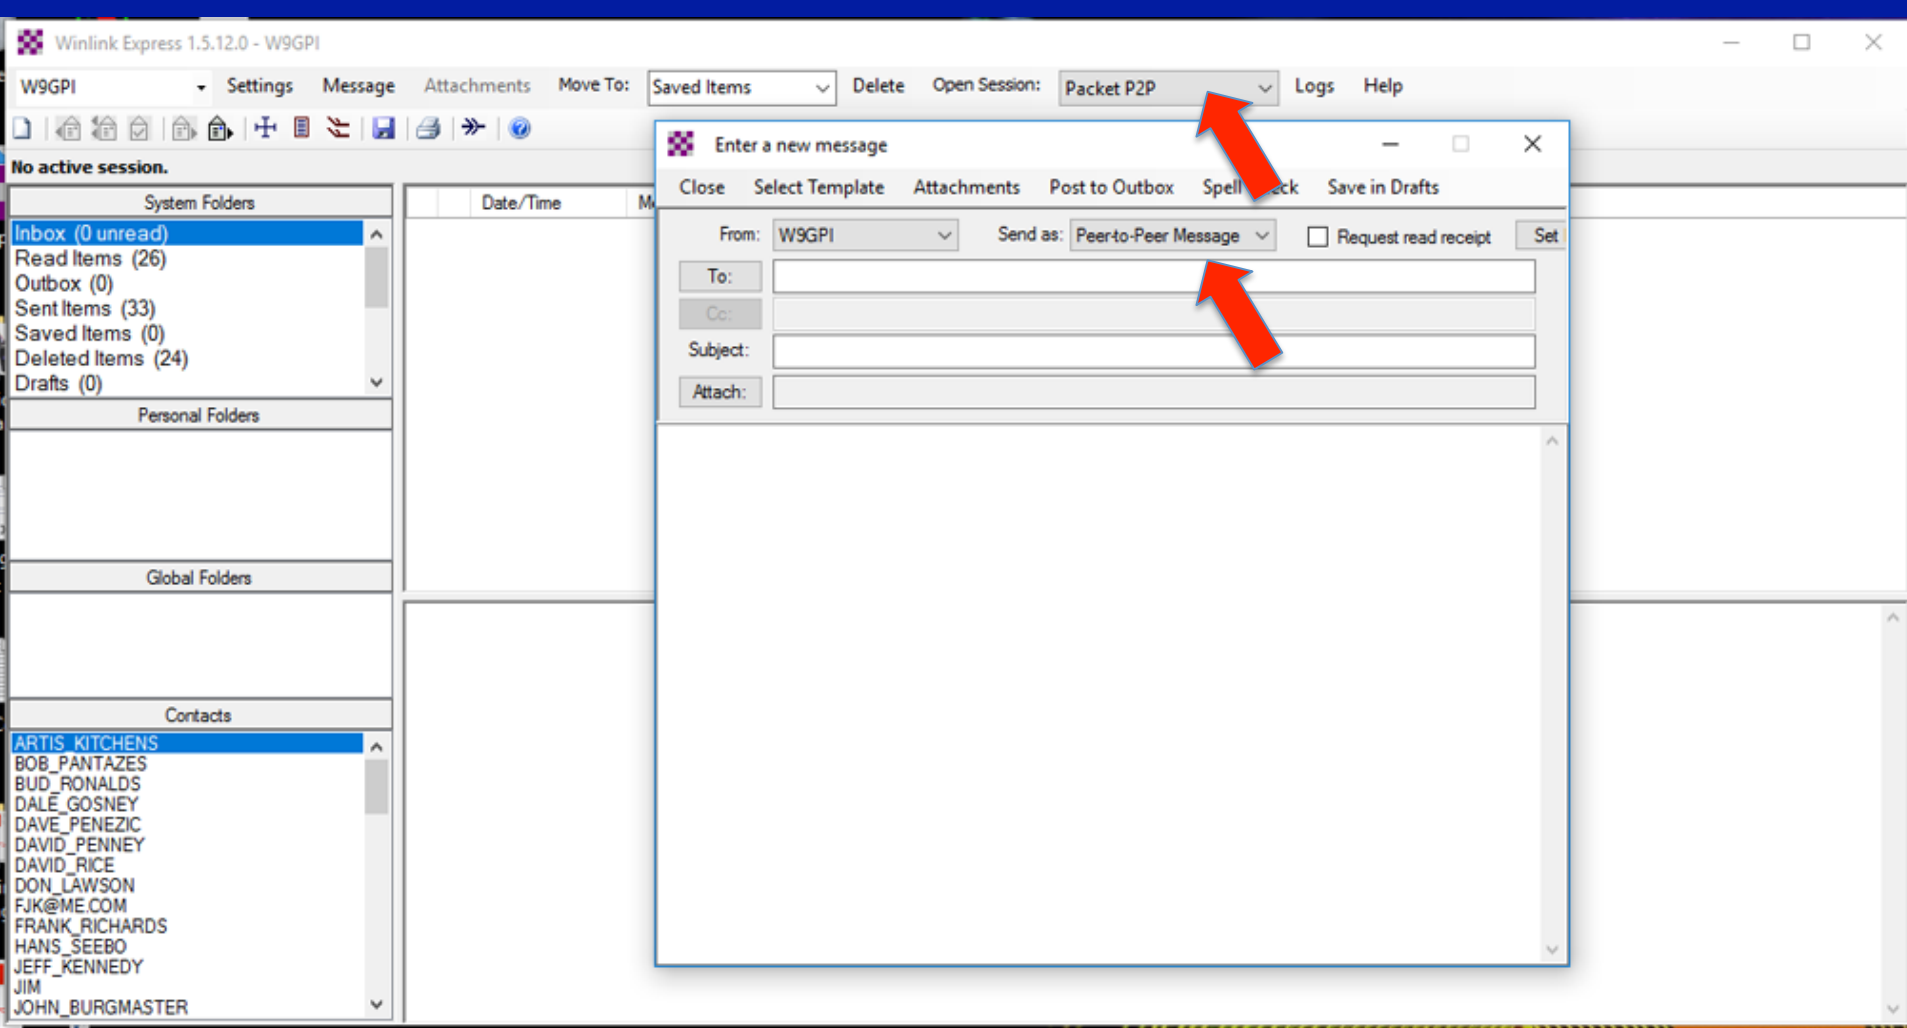 Winlink Express 1.5.12.0 - W9GPI
W9GPI Settings Message Attachments Move To: Saved Items Delete Open Session: Packet P2P Logs Help
No active session.
System Folders
Inbox (0 unread)
Read Items (26)
Outbox (0)
Sent Items (33)
Saved Items (0)
Deleted Items (24)
Drafts (0)
Personal Folders
Global Folders
Contacts
ARTIS_KITCHENS
BOB_PANTAZES
BUD_RONALDS
DALE_GOSNEY
DAVE_PENEZIC
DAVID_PENNEY
DAVID_RICE
DON_LAWSON
FJK@ME.COM
FRANK_RICHARDS
HANS_SEEBO
JEFF_KENNEDY
JIM
JOHN_BURGMASTER
Date/Time
Enter a new message
Close Select Template Attachments Post to Outbox Spell Save in Drafts
From: W9GPI Send as: Peer-to-Peer Message Request read receipt Set
To:
Cc:
Subject:
Attach: